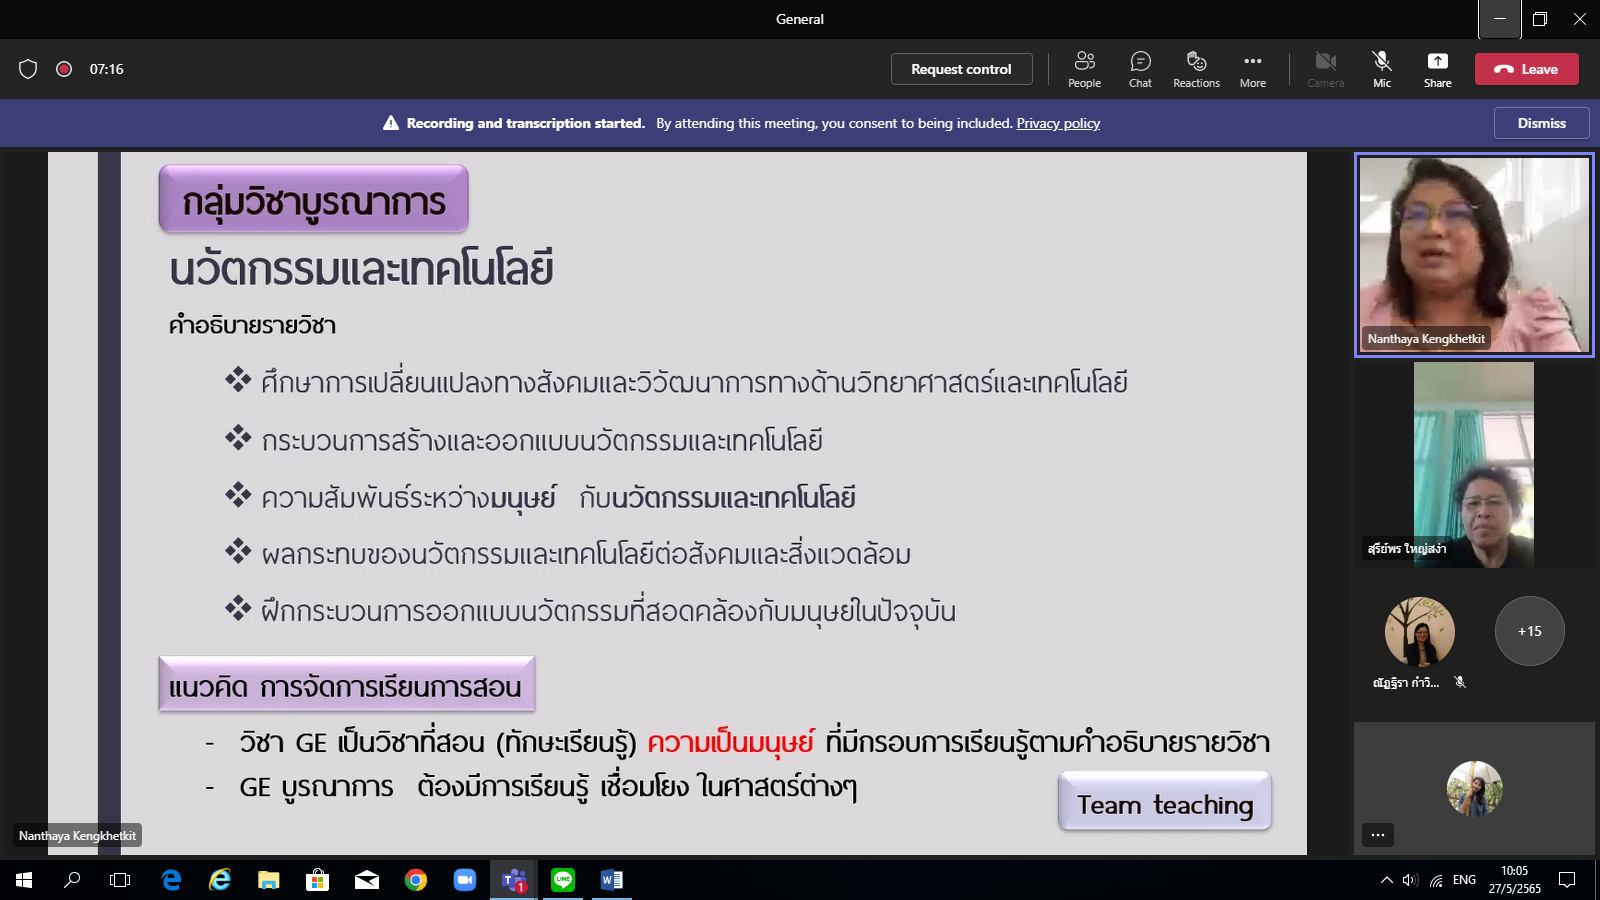 General
07:16
Request control
People
Chat
Reactions
More
Camera
Mic
Share
Leave
Recording and transcription started. By attending this meeting, you consent to being included. Privacy policy
Dismiss
กลุ่มวิชาบูรณาการ
นวัตกรรมและเทคโนโลยี
คำอธิบายรายวิชา
❖ ศึกษาการเปลี่ยนแปลงทางสังคมและวิวัฒนาการทางด้านวิทยาศาสตร์และเทคโนโลยี
❖ กระบวนการสร้างและออกแบบนวัตกรรมและเทคโนโลยี
❖ ความสัมพันธ์ระหว่างมนุษย์ กับนวัตกรรมและเทคโนโลยี
❖ ผลกระทบของนวัตกรรมและเทคโนโลยีต่อสังคมและสิ่งแวดล้อม
❖ ฝึกกระบวนการออกแบบนวัตกรรมที่สอดคล้องกับมนุษย์ในปัจจุบัน
แนวคิด การจัดการเรียนการสอน
- วิชา GE เป็นวิชาที่สอน (ทักษะเรียนรู้) ความเป็นมนุษย์ ที่มีกรอบการเรียนรู้ตามคำอธิบายรายวิชา
- GE บูรณาการ ต้องมีการเรียนรู้ เชื่อมโยง ในศาสตร์ต่างๆ
Team teaching
Nanthaya Kengkhetkit
Nanthaya Kengkhetkit
สุรีย์พร ใหญ่สง่า
ณัฏฐิรา กำวิ...
+15
1
ENG
10:05
27/5/2565